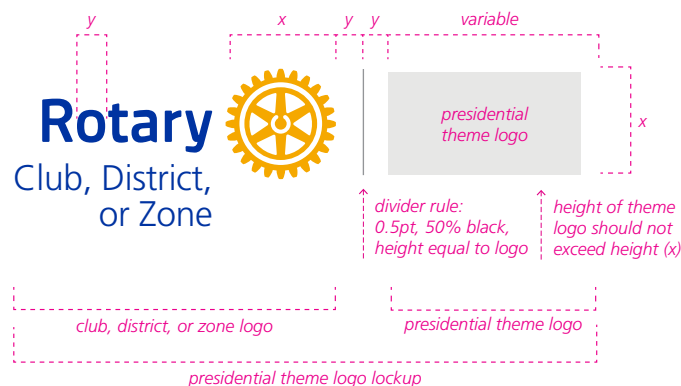 y x y y variable
Rotary
Club, District,
or Zone
presidential
theme logo
x
divider rule:
0.5pt, 50% black,
height equal to logo
height of theme
logo should not
exceed height (x)
club, district, or zone logo
presidential theme logo
presidential theme logo lockup